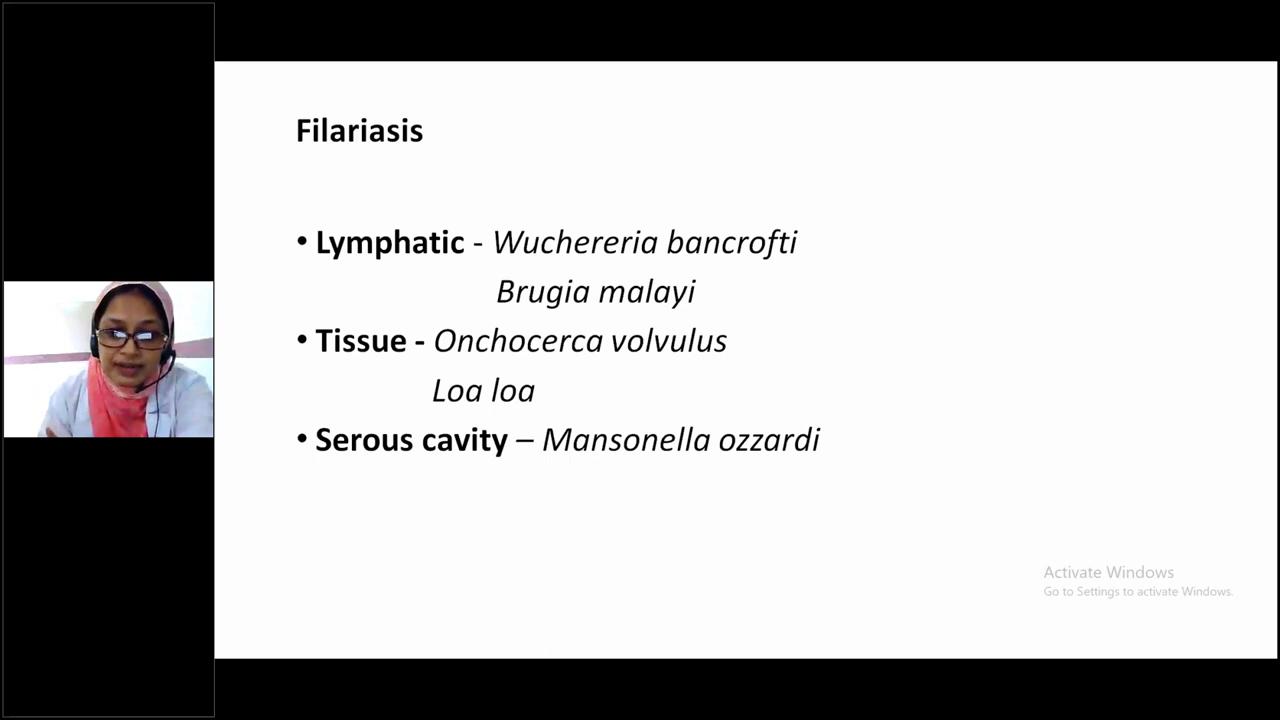 Filariasis
• Lymphatic - Wuchereria bancrofti
Brugia malayi
• Tissue - Onchocerca volvulus
Loa loa
• Serous cavity – Mansonella ozzardi
Activate Windows
Go to Settings to activate Windows.